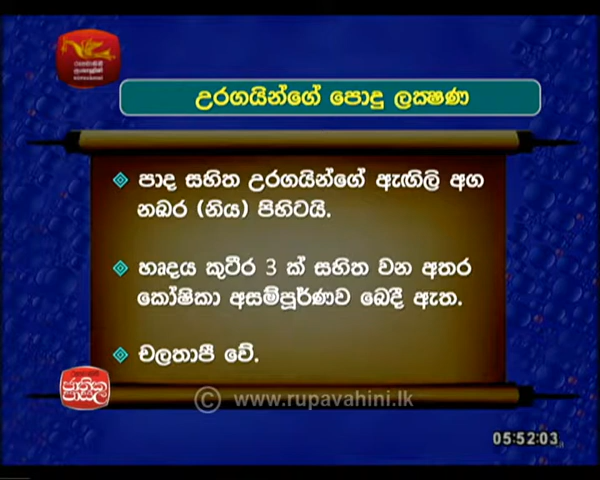 උරගයින්ගේ පොදු ලක්ෂණ
පාද සහිත උරගයින්ගේ ඇඟිලි අග
නඛර (නිය) පිහිටයි.
හෘදය කුටීර 3 ක් සහිත වන අතර
කෝෂිකා අසම්පූර්ණව බෙදී ඇත.
චලතාපී වේ.
ජාතික
පාසල
© www.rupavahini.lk
05:52:03